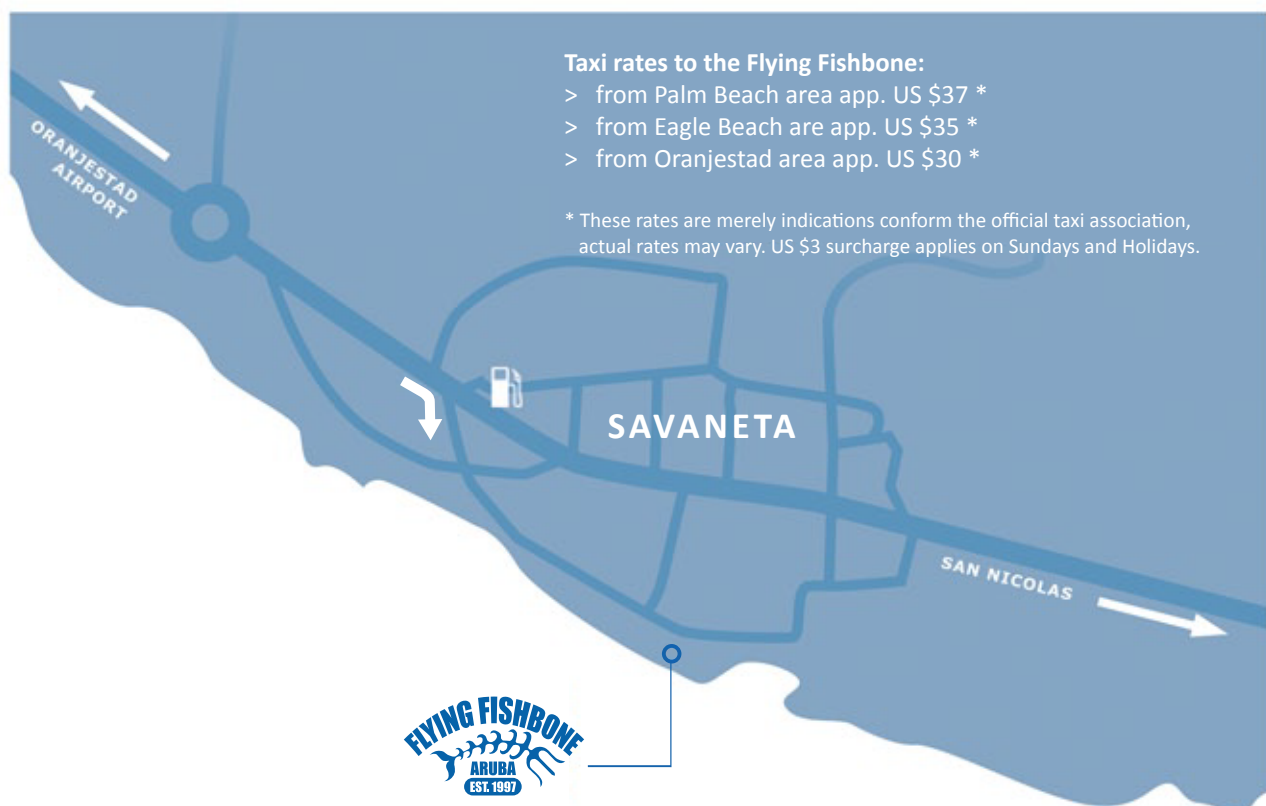 Taxi rates to the Flying Fishbone:
> from Palm Beach area app. US $37 *
> from Eagle Beach are app. US $35 *
> from Oranjestad area app. US $30 *
* These rates are merely indications conform the official taxi association,
actual rates may vary. US $3 surcharge applies on Sundays and Holidays.
ORANJESTAD
AIRPORT
SAVANETA
SAN NICOLAS
FLYING FISHBONE
ARUBA
EST. 1997